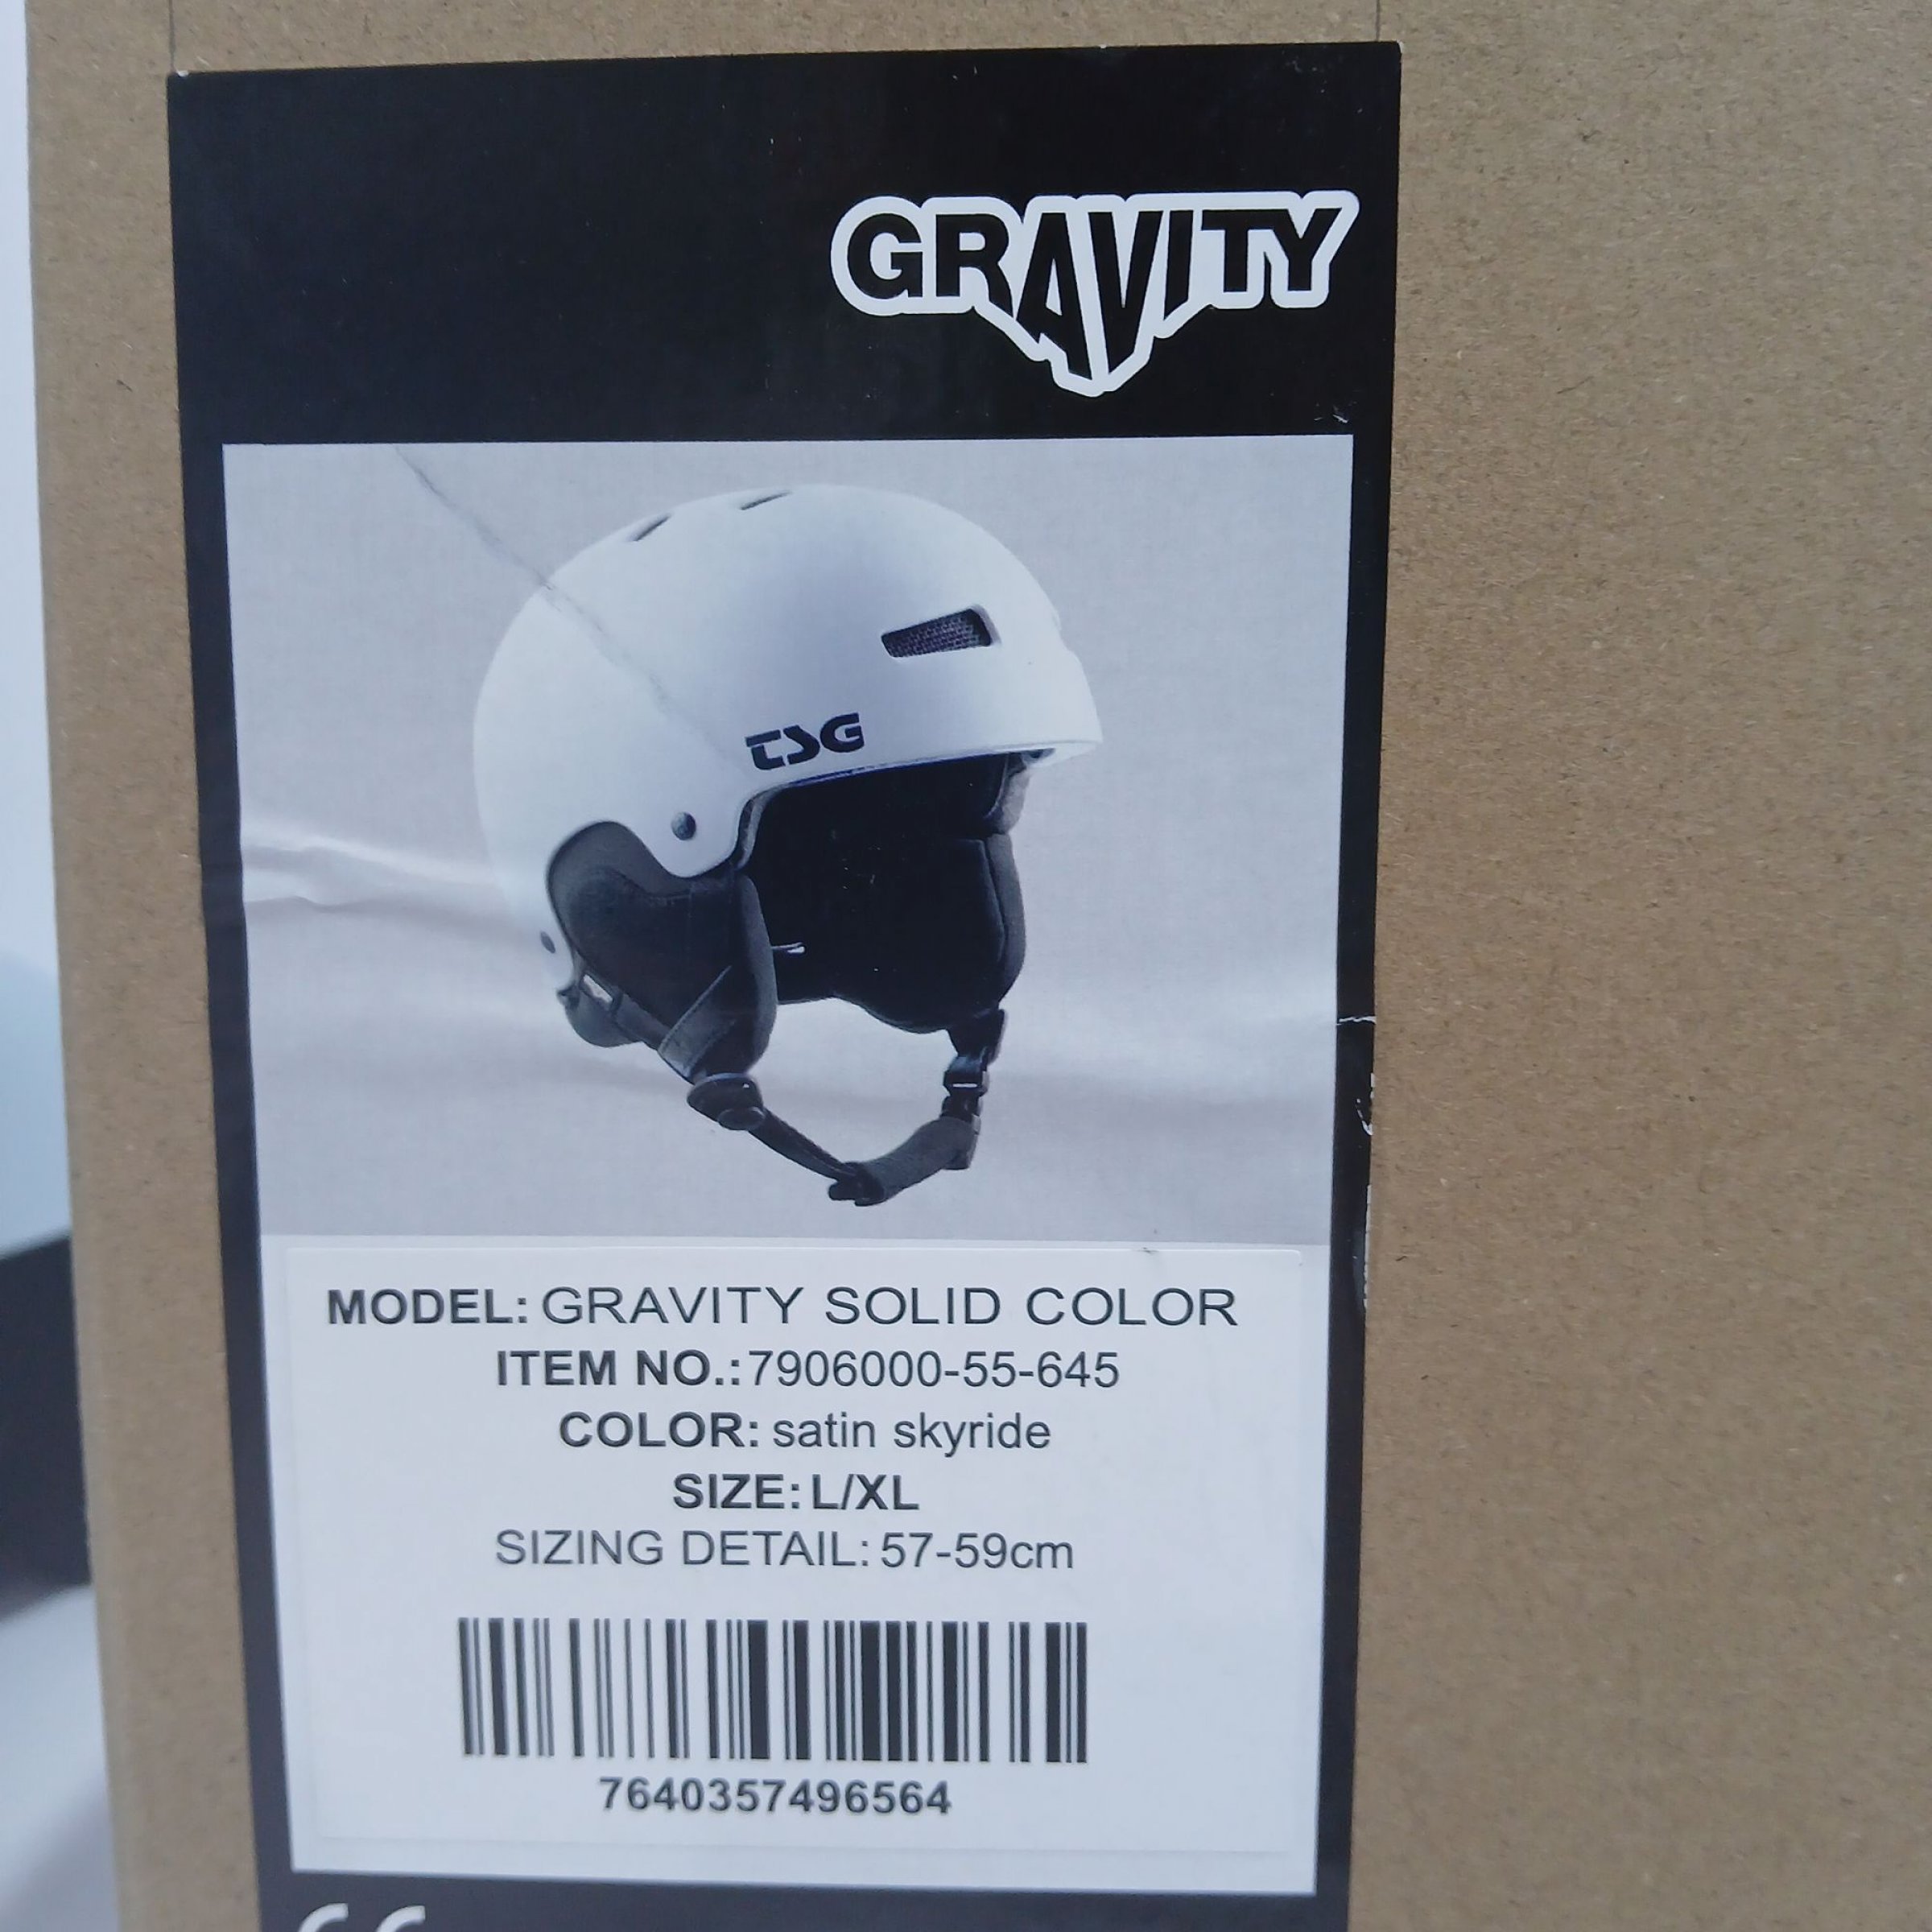 GRAVITY
TSG
MODEL: GRAVITY SOLID COLOR
ITEM NO.: 7906000-55-645
COLOR: satin skyride
SIZE: L/XL
SIZING DETAIL: 57-59cm
7640357496564
CE